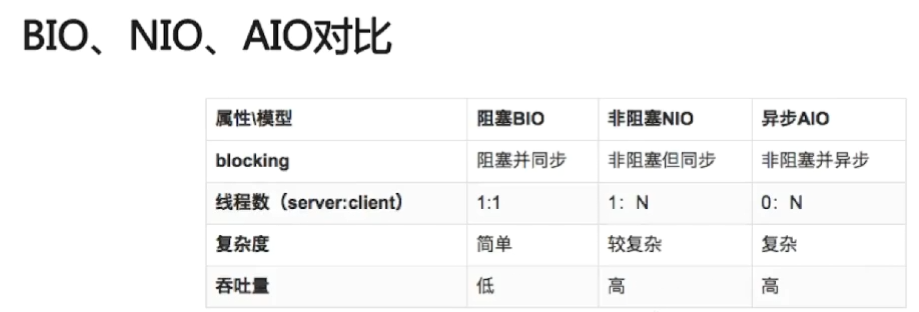 BIO、NIO、AIO对比
属性\模型 阻塞BIO 非阻塞NIO 异步AIO
blocking 阻塞并同步 非阻塞但同步 非阻塞并异步
线程数（server:client） 1:1 1：N 0：N
复杂度 简单 较复杂 复杂
吞吐量 低 高 高